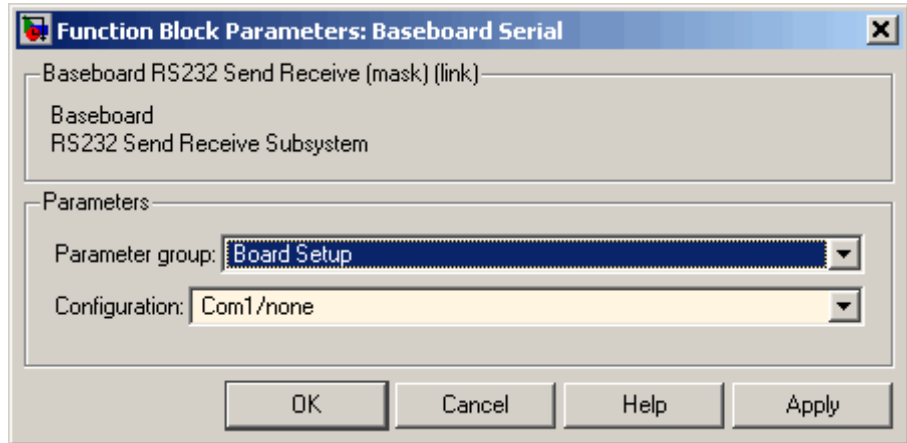 Function Block Parameters: Baseboard Serial
Baseboard RS232 Send Receive (mask) (link)
Baseboard
RS232 Send Receive Subsystem
Parameters
Parameter group: Board Setup
Configuration: Com1/none
OK Cancel Help Apply